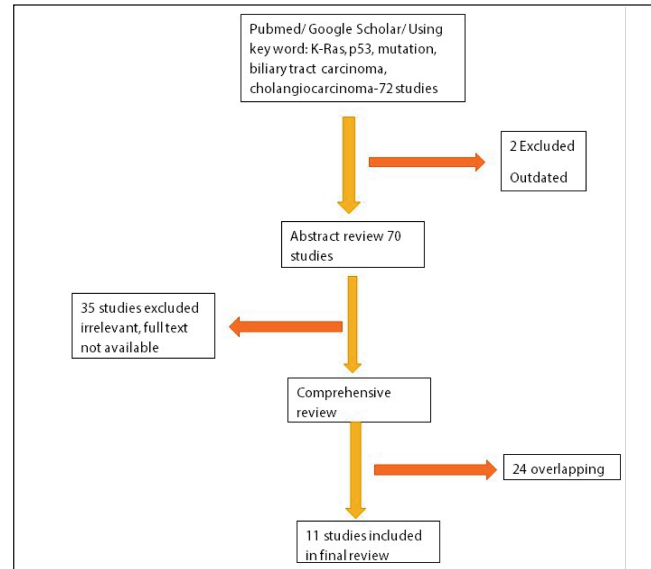 Pubmed/ Google Scholar/ Using
key word: K-Ras, p53, mutation,
biliary tract carcinoma,
cholangiocarcinoma-72 studies
2 Excluded
Outdated
Abstract review 70
studies
35 studies excluded
irrelevant, full text
not available
Comprehensive
review
24 overlapping
11 studies included
in final review